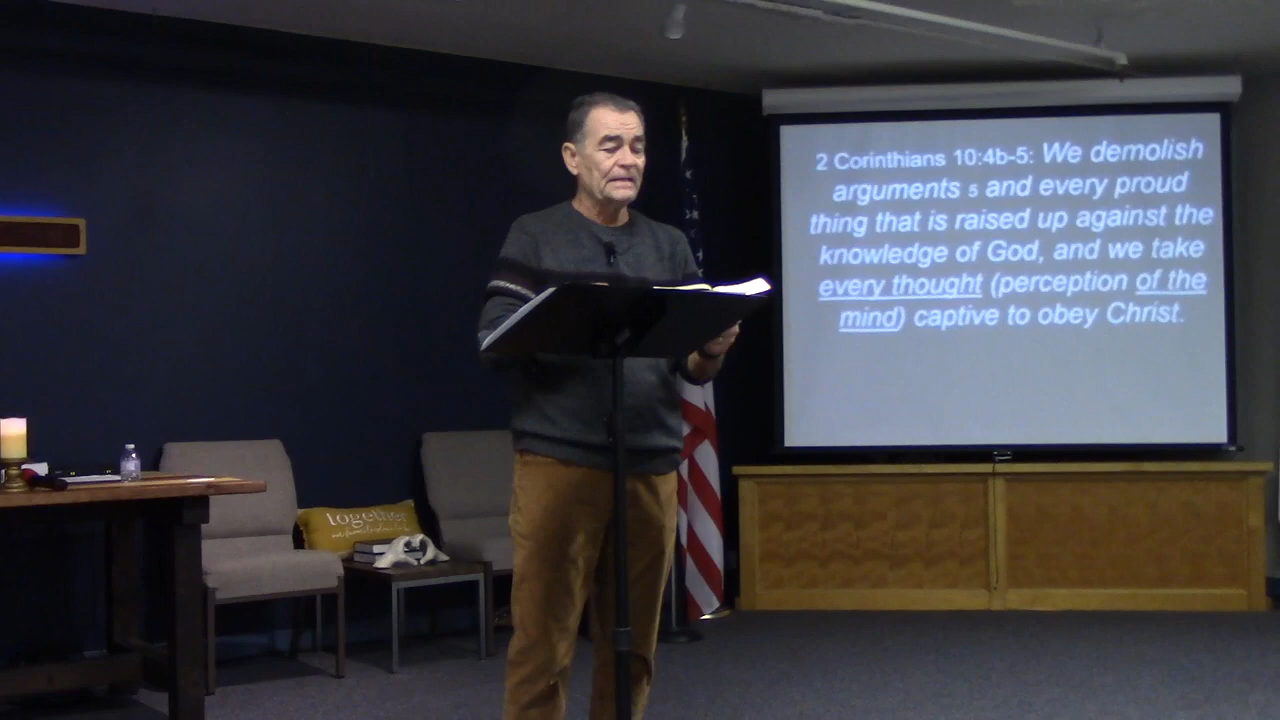 2 Corinthians 10:4b-5: We demolish
arguments 5 and every proud
thing that is raised up against the
knowledge of God, and we take
every thought (perception of the
mind) captive to obey Christ.
together